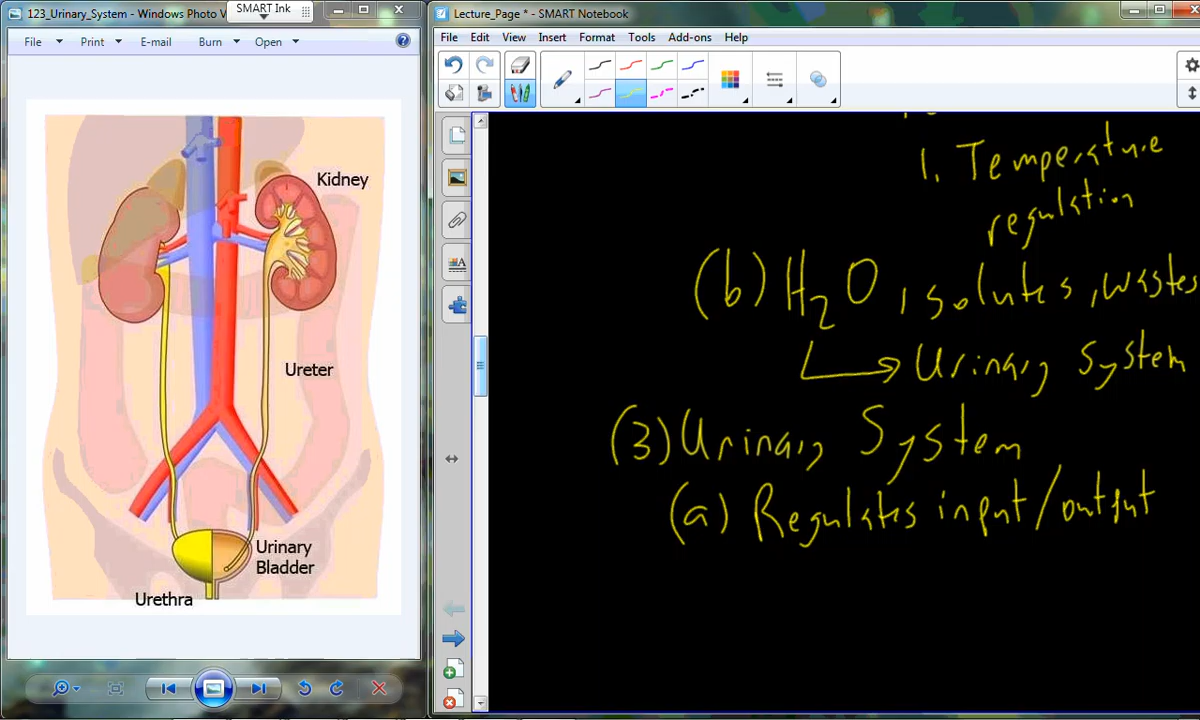 123_Urinary_System - Windows Photo V
SMART Ink
File Print E-mail Burn Open
Kidney
Ureter
Urinary
Bladder
Urethra
Lecture_Page * - SMART Notebook
File Edit View Insert Format Tools Add-ons Help
1. Temperature
regulation
(b) H2O, solutes, wastes
Urinary System
(3) Urinary System
(a) Regulates input/output